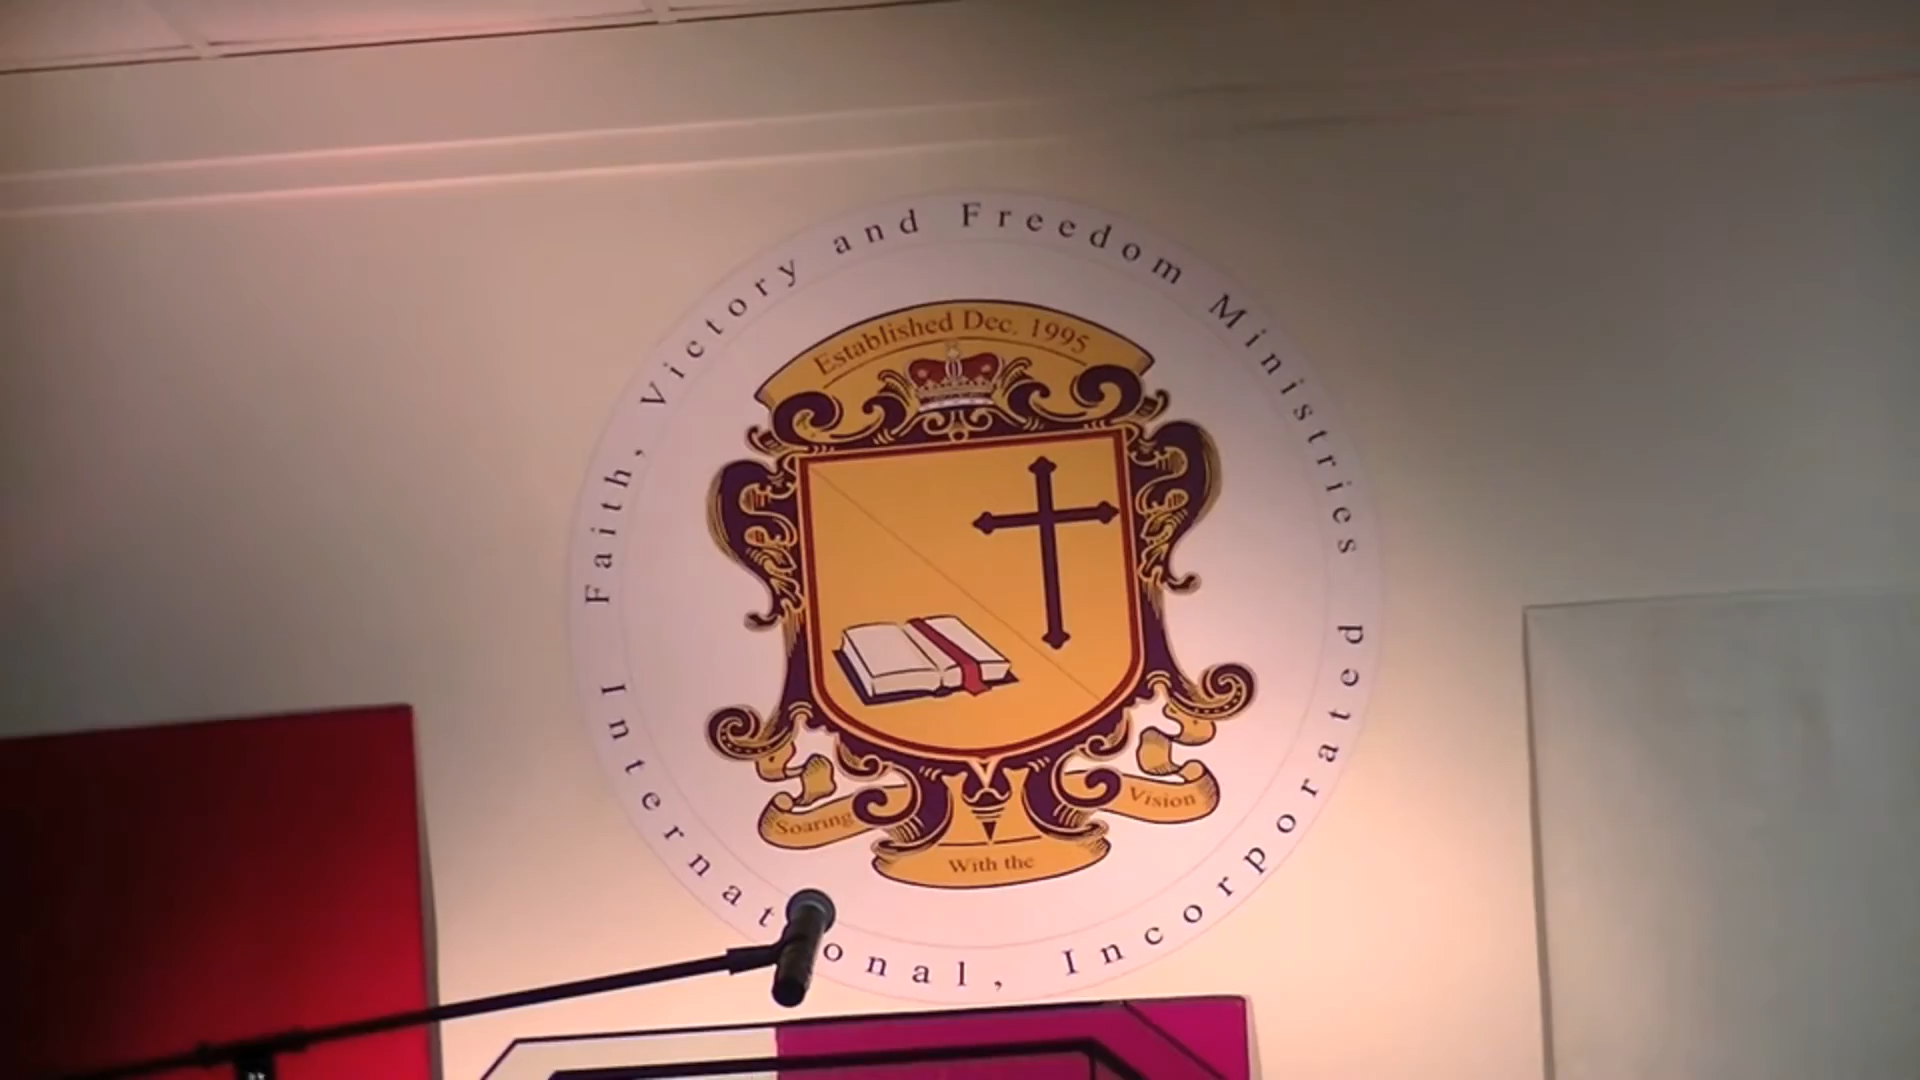 Faith, Victory and Freedom Ministries
International, Incorporated
Established Dec. 1995
Soaring
With the
Vision